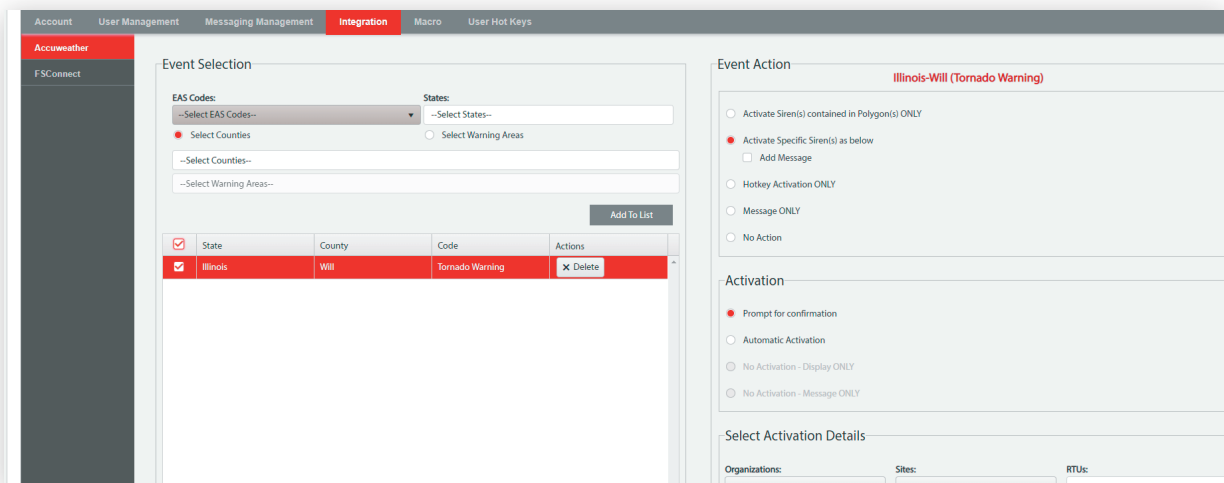 Account User Management Messaging Management Integration Macro User Hot Keys
Accuweather
FSConnect
Event Selection
EAS Codes: States:
--Select EAS Codes-- --Select States--
Select Counties Select Warning Areas
--Select Counties--
--Select Warning Areas--
Add To List
State County Code Actions
Illinois Will Tornado Warning Delete
Event Action
Illinois-Will (Tornado Warning)
Activate Siren(s) contained in Polygon(s) ONLY
Activate Specific Siren(s) as below
Add Message
Hotkey Activation ONLY
Message ONLY
No Action
Activation
Prompt for confirmation
Automatic Activation
No Activation - Display ONLY
No Activation - Message ONLY
Select Activation Details
Organizations: Sites: RTUs: